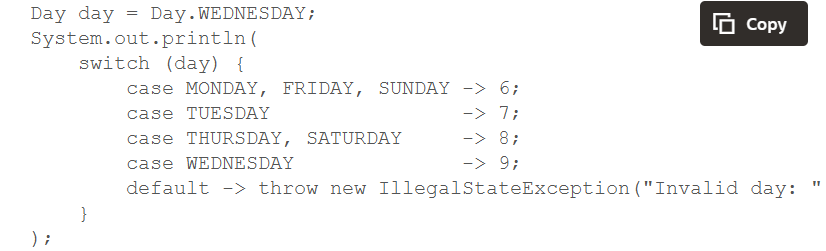 Day day = Day.WEDNESDAY;
Copy
System.out.println(
    switch (day) {
        case MONDAY, FRIDAY, SUNDAY -> 6;
        case TUESDAY                -> 7;
        case THURSDAY, SATURDAY     -> 8;
        case WEDNESDAY              -> 9;
        default -> throw new IllegalStateException("Invalid day: "
    }
);